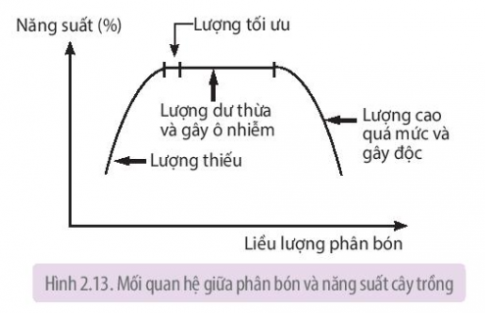 Năng suất (%)
Lượng tối ưu
Lượng dư thừa
và gây ô nhiễm
Lượng cao
quá mức và
gây độc
Lượng thiếu
Liều lượng phân bón
Hình 2.13. Mối quan hệ giữa phân bón và năng suất cây trồng